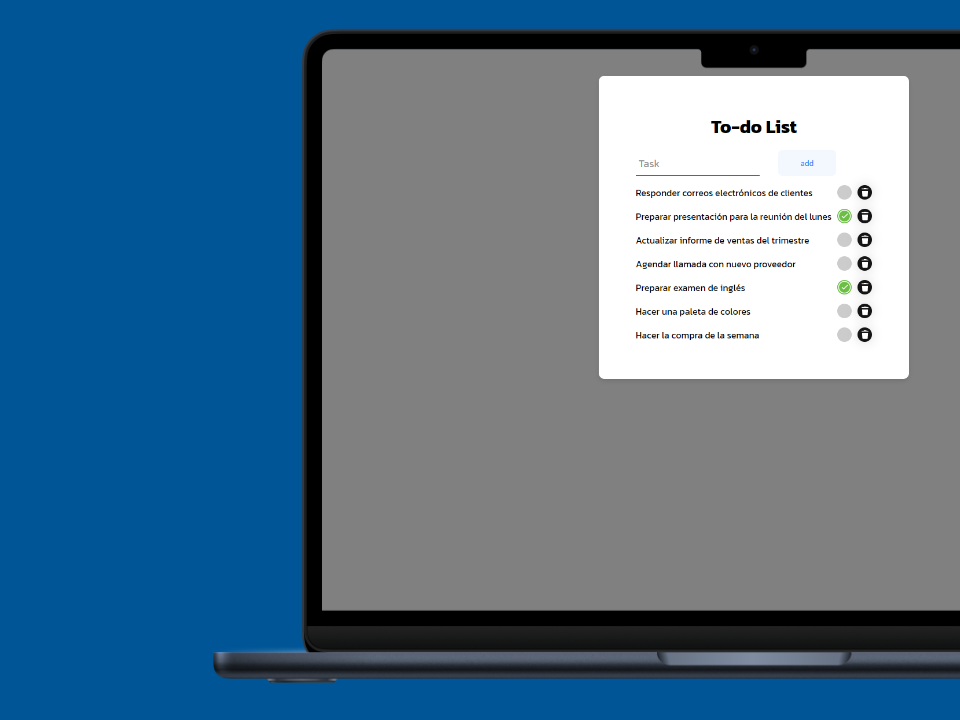 To-do List
Task
add
Responder correos electrónicos de clientes
Preparar presentación para la reunión del lunes
Actualizar informe de ventas del trimestre
Agendar llamada con nuevo proveedor
Preparar examen de inglés
Hacer una paleta de colores
Hacer la compra de la semana